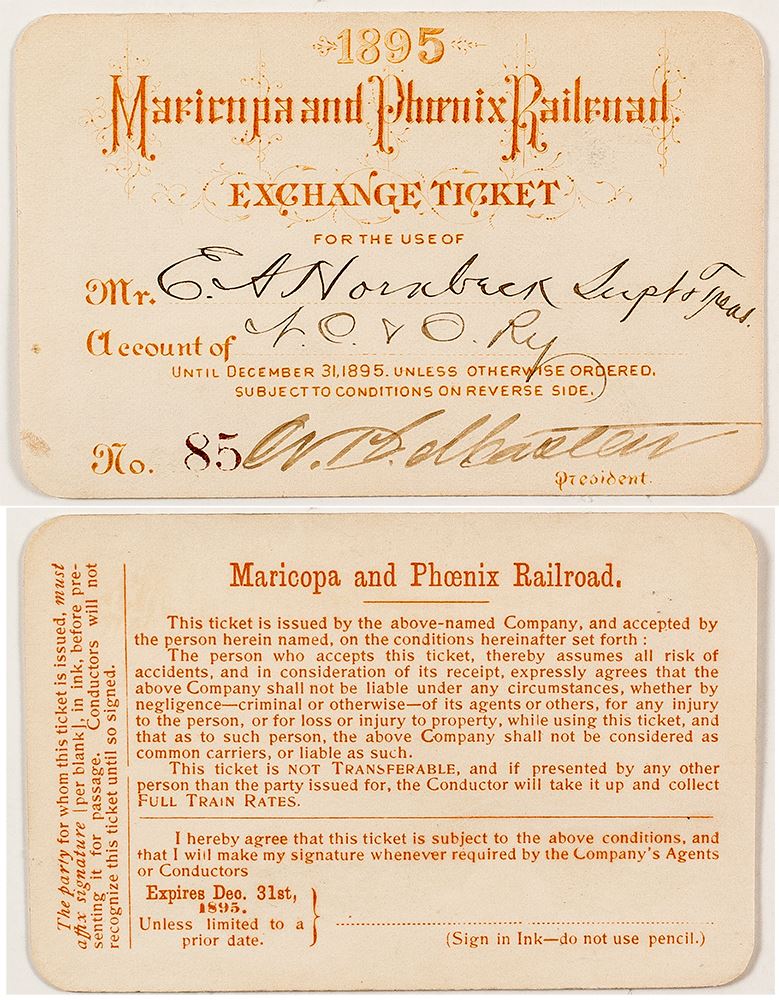 1895
Maricopa and Phœnix Railroad.
EXCHANGE TICKET
FOR THE USE OF
Mr. E. A Hornbeck Supt & Treas.
Account of N. C. & O. Ry
UNTIL DECEMBER 31, 1895. UNLESS OTHERWISE ORDERED,
SUBJECT TO CONDITIONS ON REVERSE SIDE.
No. 85
President.
The party for whom this ticket is issued, must
affix signature [per blank], in ink, before pre-
senting it for passage. Conductors will not
recognize this ticket until so signed.
Maricopa and Phœnix Railroad.
This ticket is issued by the above-named Company, and accepted by
the person herein named, on the conditions hereinafter set forth :
The person who accepts this ticket, thereby assumes all risk of
accidents, and in consideration of its receipt, expressly agrees that the
above Company shall not be liable under any circumstances, whether by
negligence—criminal or otherwise—of its agents or others, for any injury
to the person, or for loss or injury to property, while using this ticket, and
that as to such person, the above Company shall not be considered as
common carriers, or liable as such.
This ticket is NOT TRANSFERABLE, and if presented by any other
person than the party issued for, the Conductor will take it up and collect
FULL TRAIN RATES.
I hereby agree that this ticket is subject to the above conditions, and
that I will make my signature whenever required by the Company's Agents
or Conductors
Expires Dec. 31st,
1895.
Unless limited to a
prior date.
(Sign in Ink—do not use pencil.)